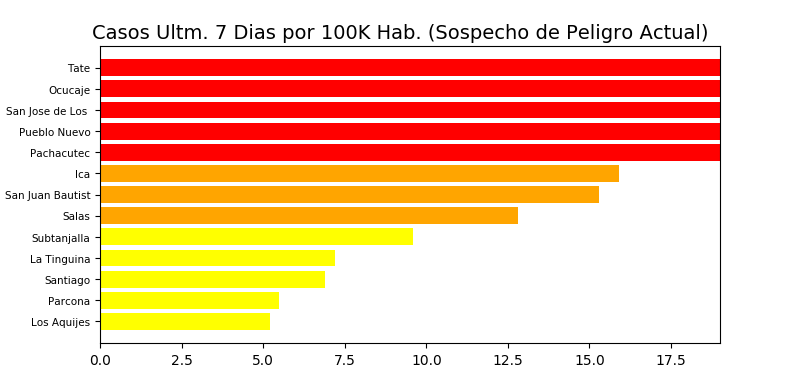 Casos Ultm. 7 Dias por 100K Hab. (Sospecho de Peligro Actual)
Tate
Ocucaje
San Jose de Los
Pueblo Nuevo
Pachacutec
Ica
San Juan Bautist
Salas
Subtanjalla
La Tinguina
Santiago
Parcona
Los Aquijes
0.0 2.5 5.0 7.5 10.0 12.5 15.0 17.5